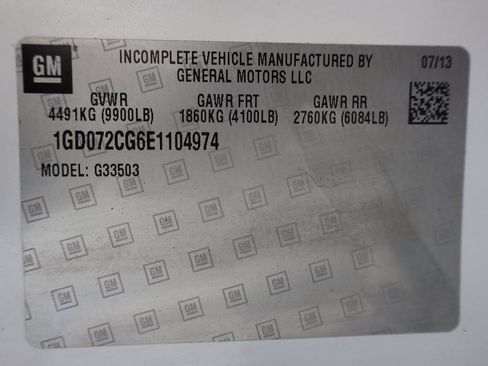 GM
INCOMPLETE VEHICLE MANUFACTURED BY
GENERAL MOTORS LLC
07/13
GVWR GAWR FRT GAWR RR
4491KG (9900LB) 1860KG (4100LB) 2760KG (6084LB)
1GD072CG6E1104974
MODEL: G33503